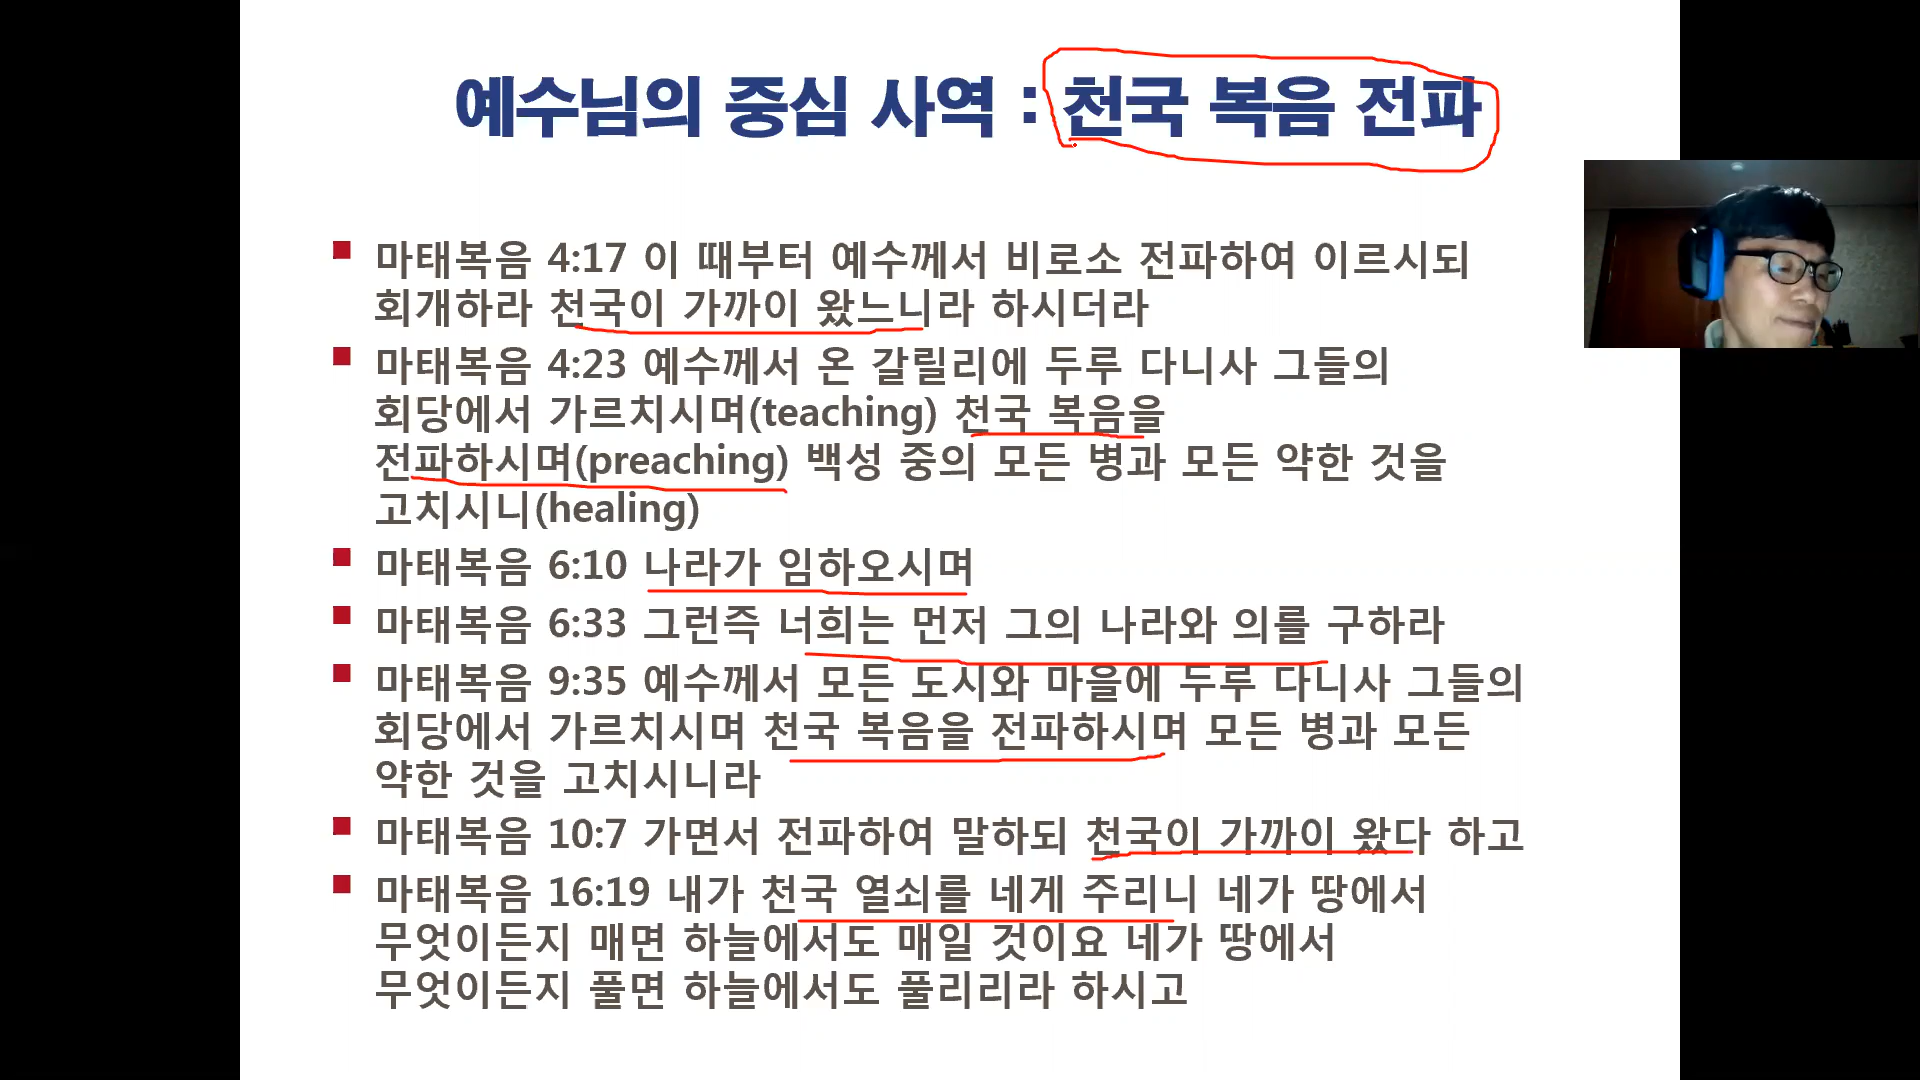 예수님의 중심 사역 : 천국 복음 전파
마태복음 4:17 이 때부터 예수께서 비로소 전파하여 이르시되
회개하라 천국이 가까이 왔느니라 하시더라
마태복음 4:23 예수께서 온 갈릴리에 두루 다니사 그들의
회당에서 가르치시며(teaching) 천국 복음을
전파하시며(preaching) 백성 중의 모든 병과 모든 약한 것을
고치시니(healing)
마태복음 6:10 나라가 임하오시며
마태복음 6:33 그런즉 너희는 먼저 그의 나라와 의를 구하라
마태복음 9:35 예수께서 모든 도시와 마을에 두루 다니사 그들의
회당에서 가르치시며 천국 복음을 전파하시며 모든 병과 모든
약한 것을 고치시니라
마태복음 10:7 가면서 전파하여 말하되 천국이 가까이 왔다 하고
마태복음 16:19 내가 천국 열쇠를 네게 주리니 네가 땅에서
무엇이든지 매면 하늘에서도 매일 것이요 네가 땅에서
무엇이든지 풀면 하늘에서도 풀리리라 하시고